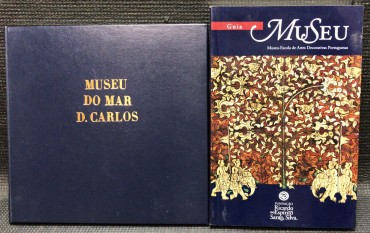 MUSEU
DO MAR
D. CARLOS
Guia
MUSEU
Museu-Escola de Artes Decorativas Portuguesas
FUNDAÇÃO
Ricardo
do Espírito
Santo Silva.